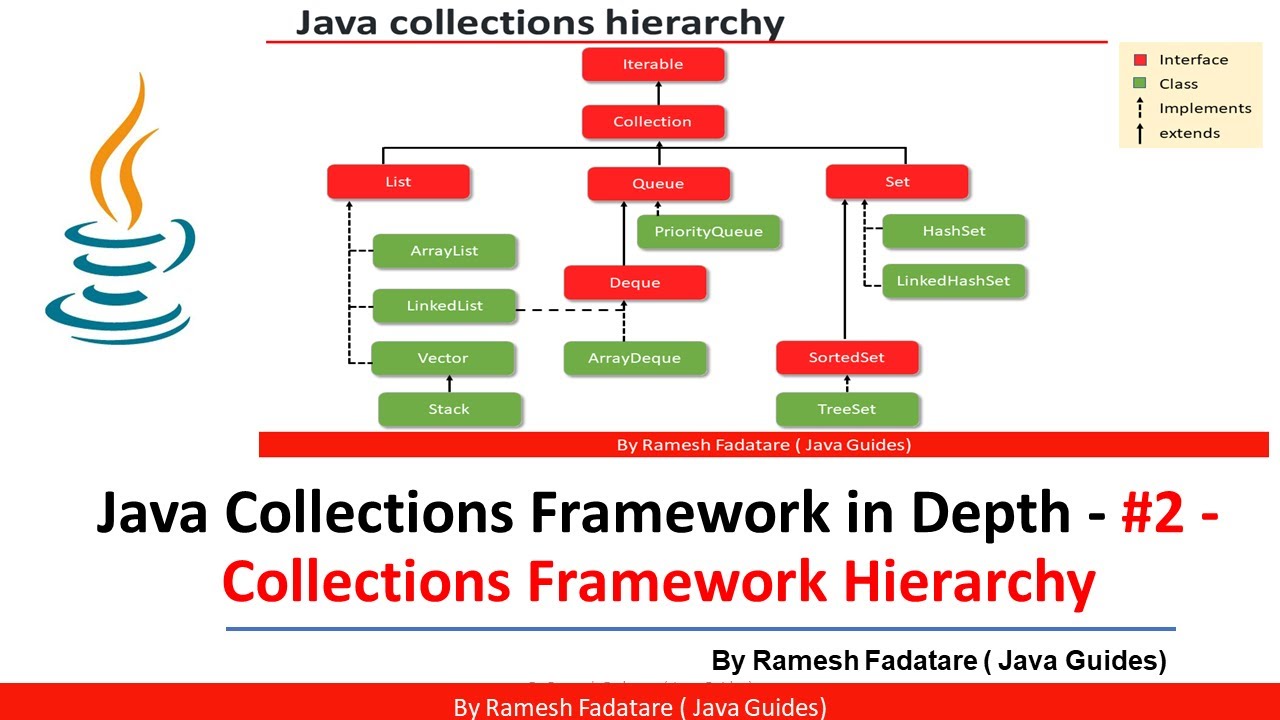 Java collections hierarchy
Iterable
Interface
Class
Implements
extends
Collection
List
Queue
Set
PriorityQueue
HashSet
ArrayList
LinkedHashSet
Deque
LinkedList
Vector
ArrayDeque
SortedSet
Stack
TreeSet
By Ramesh Fadatare ( Java Guides)
Java Collections Framework in Depth - #2 -
Collections Framework Hierarchy
By Ramesh Fadatare ( Java Guides)
By Ramesh Fadatare ( Java Guides)